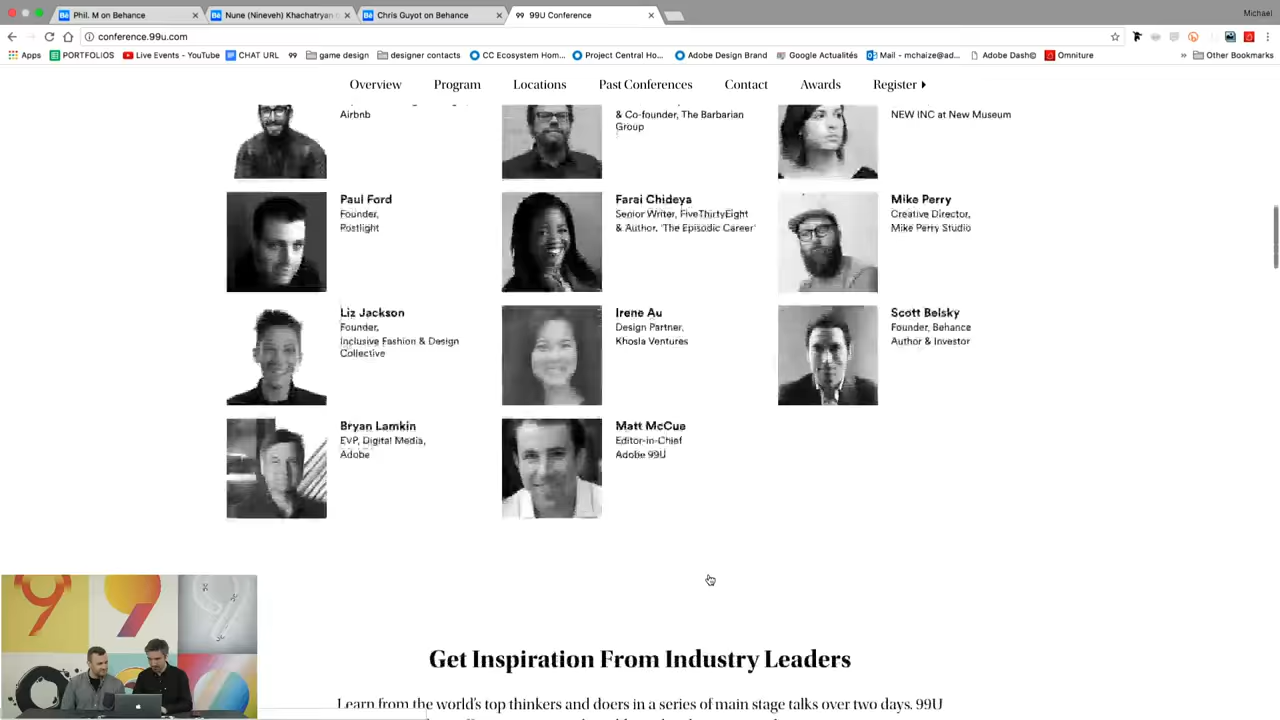 Phil. M on Behance
Nune (Nineveh) Khachatryan
Chris Guyot on Behance
99U Conference
Michael
conference.99u.com
Apps
PORTFOLIOS
Live Events - YouTube
CHAT URL
game design
designer contacts
CC Ecosystem Hom...
Project Central Ho...
Adobe Design Brand
Google Actualités
Mail - mchaize@ad...
Adobe Dash©
Omniture
»
Other Bookmarks
Overview
Program
Locations
Past Conferences
Contact
Awards
Register
Airbnb
& Co-founder, The Barbarian
Group
NEW INC at New Museum
Paul Ford
Founder,
Postlight
Farai Chideya
Senior Writer, FiveThirtyEight
& Author, 'The Episodic Career'
Mike Perry
Creative Director,
Mike Perry Studio
Liz Jackson
Founder,
Inclusive Fashion & Design
Collective
Irene Au
Design Partner,
Khosla Ventures
Scott Belsky
Founder, Behance
Author & Investor
Bryan Lamkin
EVP, Digital Media,
Adobe
Matt McCue
Editor-in-Chief
Adobe 99U
Get Inspiration From Industry Leaders
Learn from the world's top thinkers and doers in a series of main stage talks over two days. 99U